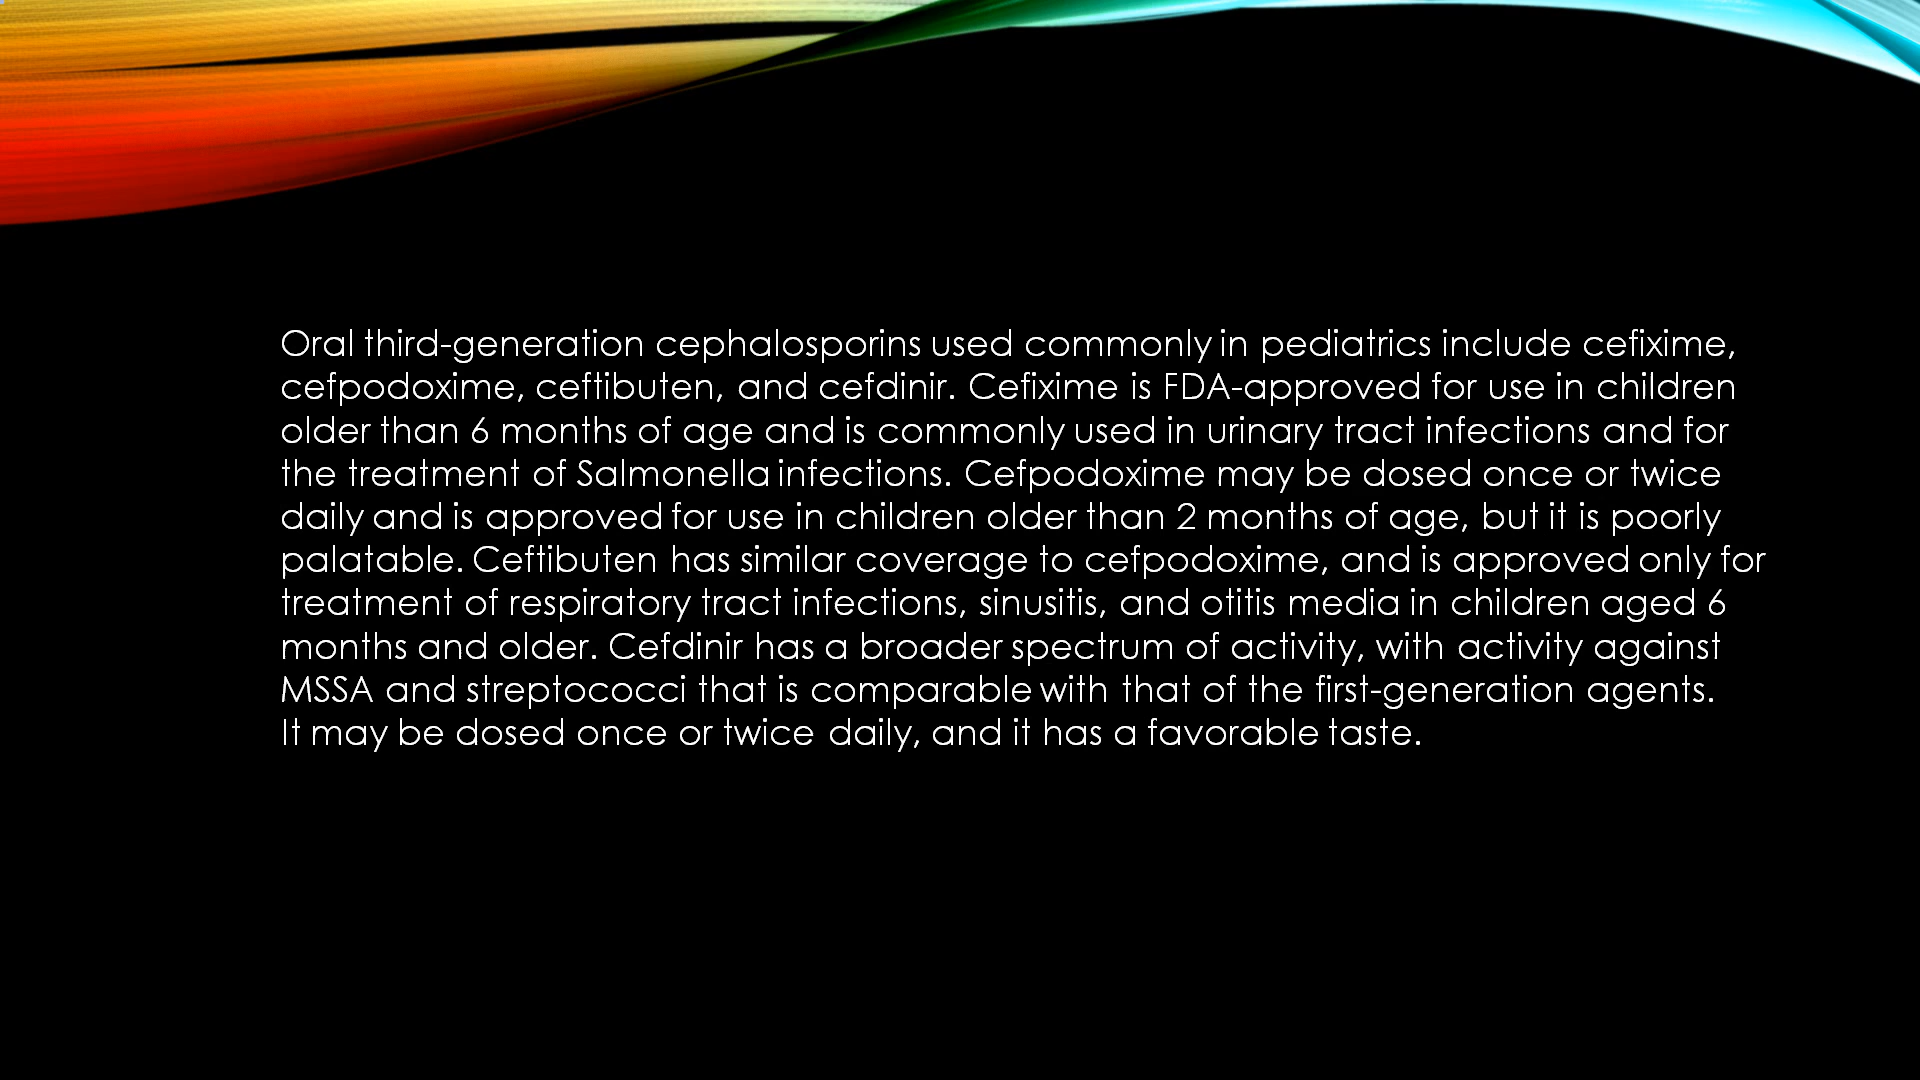 Oral third-generation cephalosporins used commonly in pediatrics include cefixime,
cefpodoxime, ceftibuten, and cefdinir. Cefixime is FDA-approved for use in children
older than 6 months of age and is commonly used in urinary tract infections and for
the treatment of Salmonella infections. Cefpodoxime may be dosed once or twice
daily and is approved for use in children older than 2 months of age, but it is poorly
palatable. Ceftibuten has similar coverage to cefpodoxime, and is approved only for
treatment of respiratory tract infections, sinusitis, and otitis media in children aged 6
months and older. Cefdinir has a broader spectrum of activity, with activity against
MSSA and streptococci that is comparable with that of the first-generation agents.
It may be dosed once or twice daily, and it has a favorable taste.